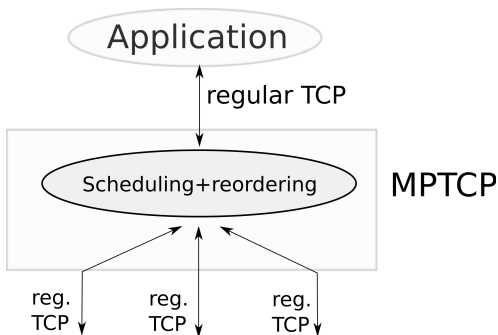 Application
regular TCP
Scheduling+reordering
MPTCP
reg.
TCP
reg.
TCP
reg.
TCP